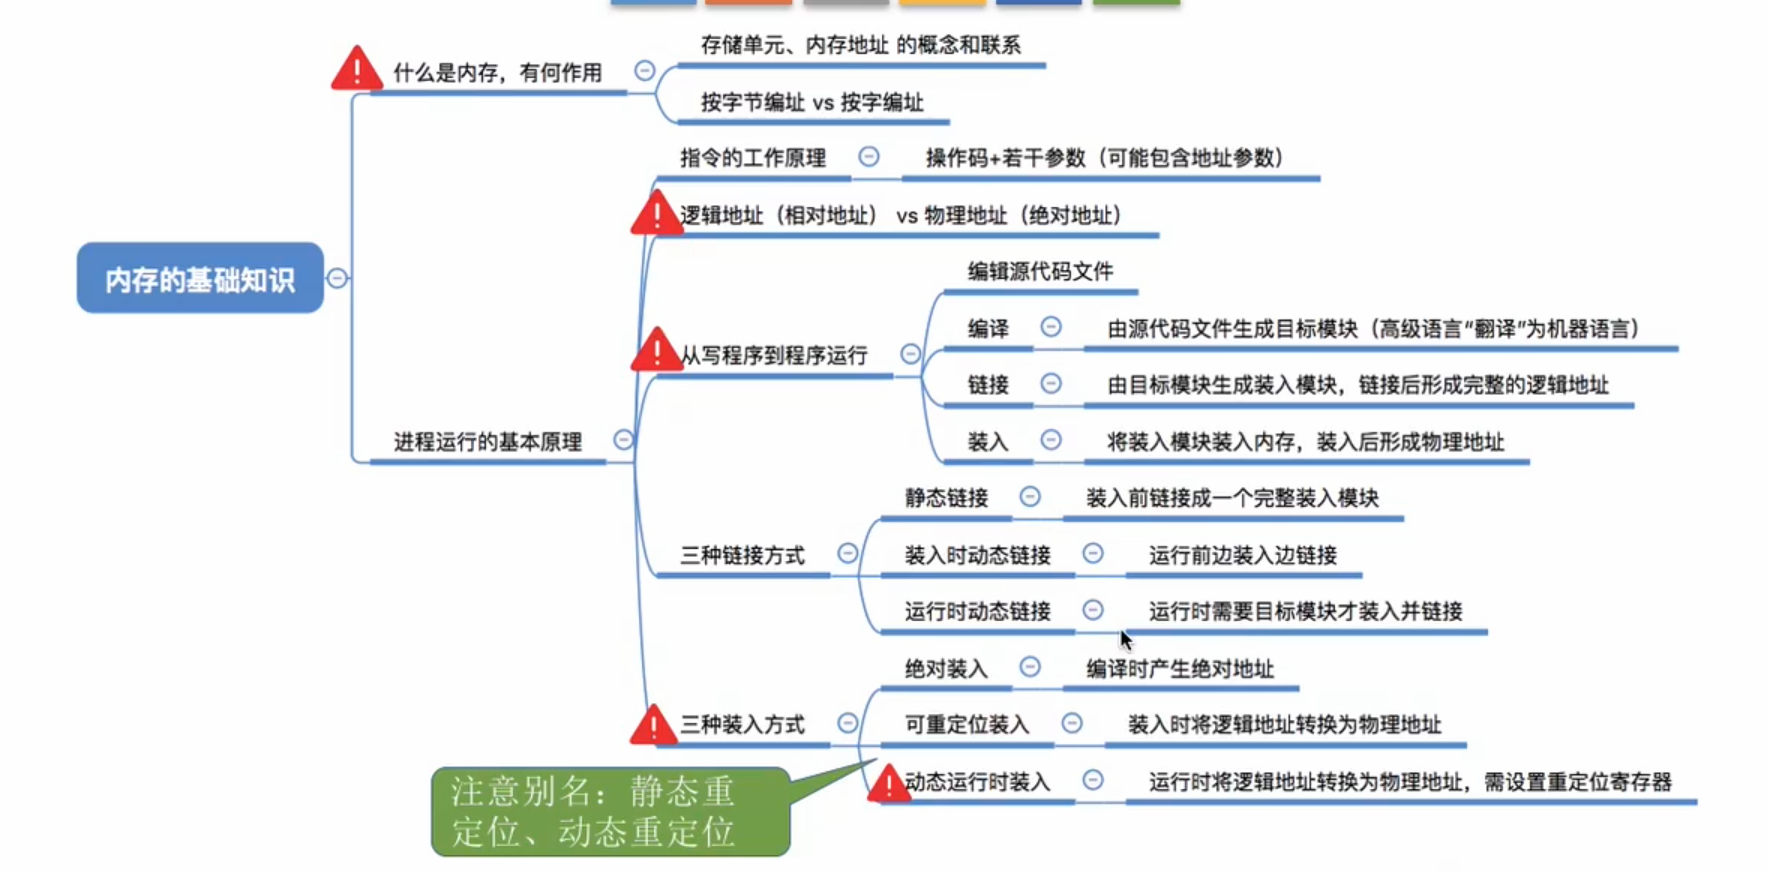 存储单元、内存地址 的概念和联系
什么是内存，有何作用
按字节编址 vs 按字编址
指令的工作原理
操作码+若干参数（可能包含地址参数）
逻辑地址（相对地址） vs 物理地址（绝对地址）
编辑源代码文件
内存的基础知识
编译
由源代码文件生成目标模块（高级语言“翻译”为机器语言）
从写程序到程序运行
链接
由目标模块生成装入模块，链接后形成完整的逻辑地址
装入
将装入模块装入内存，装入后形成物理地址
进程运行的基本原理
静态链接
装入前链接成一个完整装入模块
三种链接方式
装入时动态链接
运行前边装入边链接
运行时动态链接
运行时需要目标模块才装入并链接
绝对装入
编译时产生绝对地址
三种装入方式
可重定位装入
装入时将逻辑地址转换为物理地址
动态运行时装入
运行时将逻辑地址转换为物理地址，需设置重定位寄存器
注意别名：静态重
定位、动态重定位